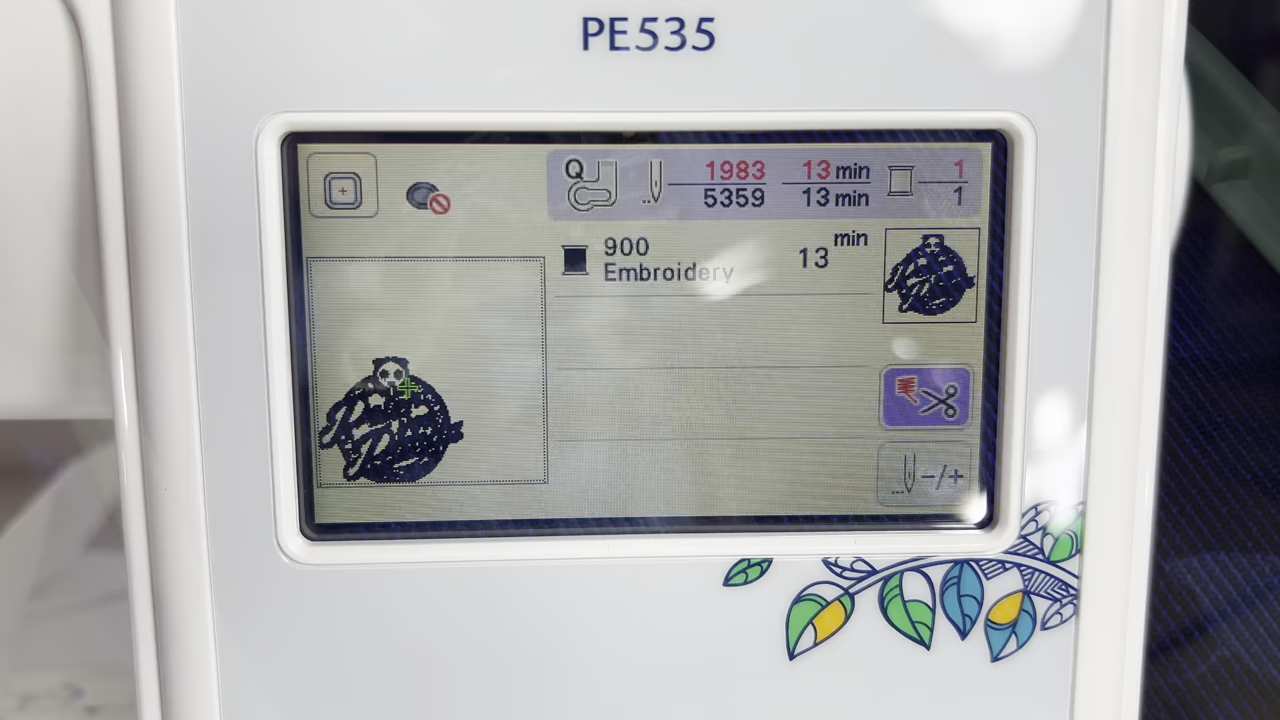 PE535
Q 1983 13 min 1
5359 13 min 1
900 13 min
Embroidery
-/+